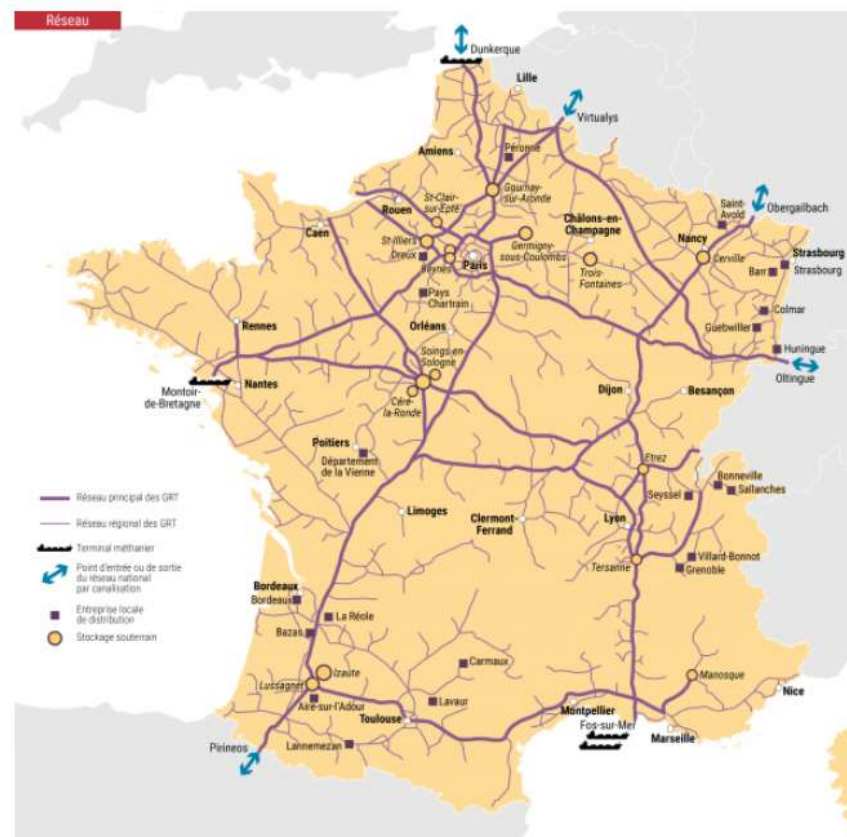 Réseau
Dunkerque
Lille
Virtualys
Amiens
Péronne
Gournay-
sur-Aronde
St-Clair-
sur-Epte
Rouen
Caen
St-Illiers
Dreux
Beynes
Paris
Germigny-
sous-Coulombs
Châlons-en-
Champagne
Trois-
Fontaines
Saint-
Avold
Obergailbach
Nancy
Cerville
Strasbourg
Strasbourg
Barr
Colmar
Guebwiller
Huningue
Oltingue
Pays
Chartrain
Orléans
Rennes
Soings-en-
Sologne
Montoir-
de-Bretagne
Nantes
Céré-
la-Ronde
Dijon
Besançon
Poitiers
Département
de la Vienne
Etrez
Bonneville
Sallanches
Seyssel
Limoges
Clermont-
Ferrand
Lyon
Tersanne
Villard-Bonnot
Grenoble
Réseau principal des GRT
Réseau régional des GRT
Terminal méthanier
Point d'entrée ou de sortie
du réseau national
par canalisation
Entreprise locale
de distribution
Stockage souterrain
Bordeaux
Bordeaux
La Réole
Bazas
Izaute
Lussagnet
Aire-sur-l'Adour
Carmaux
Lavaur
Toulouse
Pirineos
Lannemezan
Montpellier
Fos-sur-Mer
Marseille
Manosque
Nice